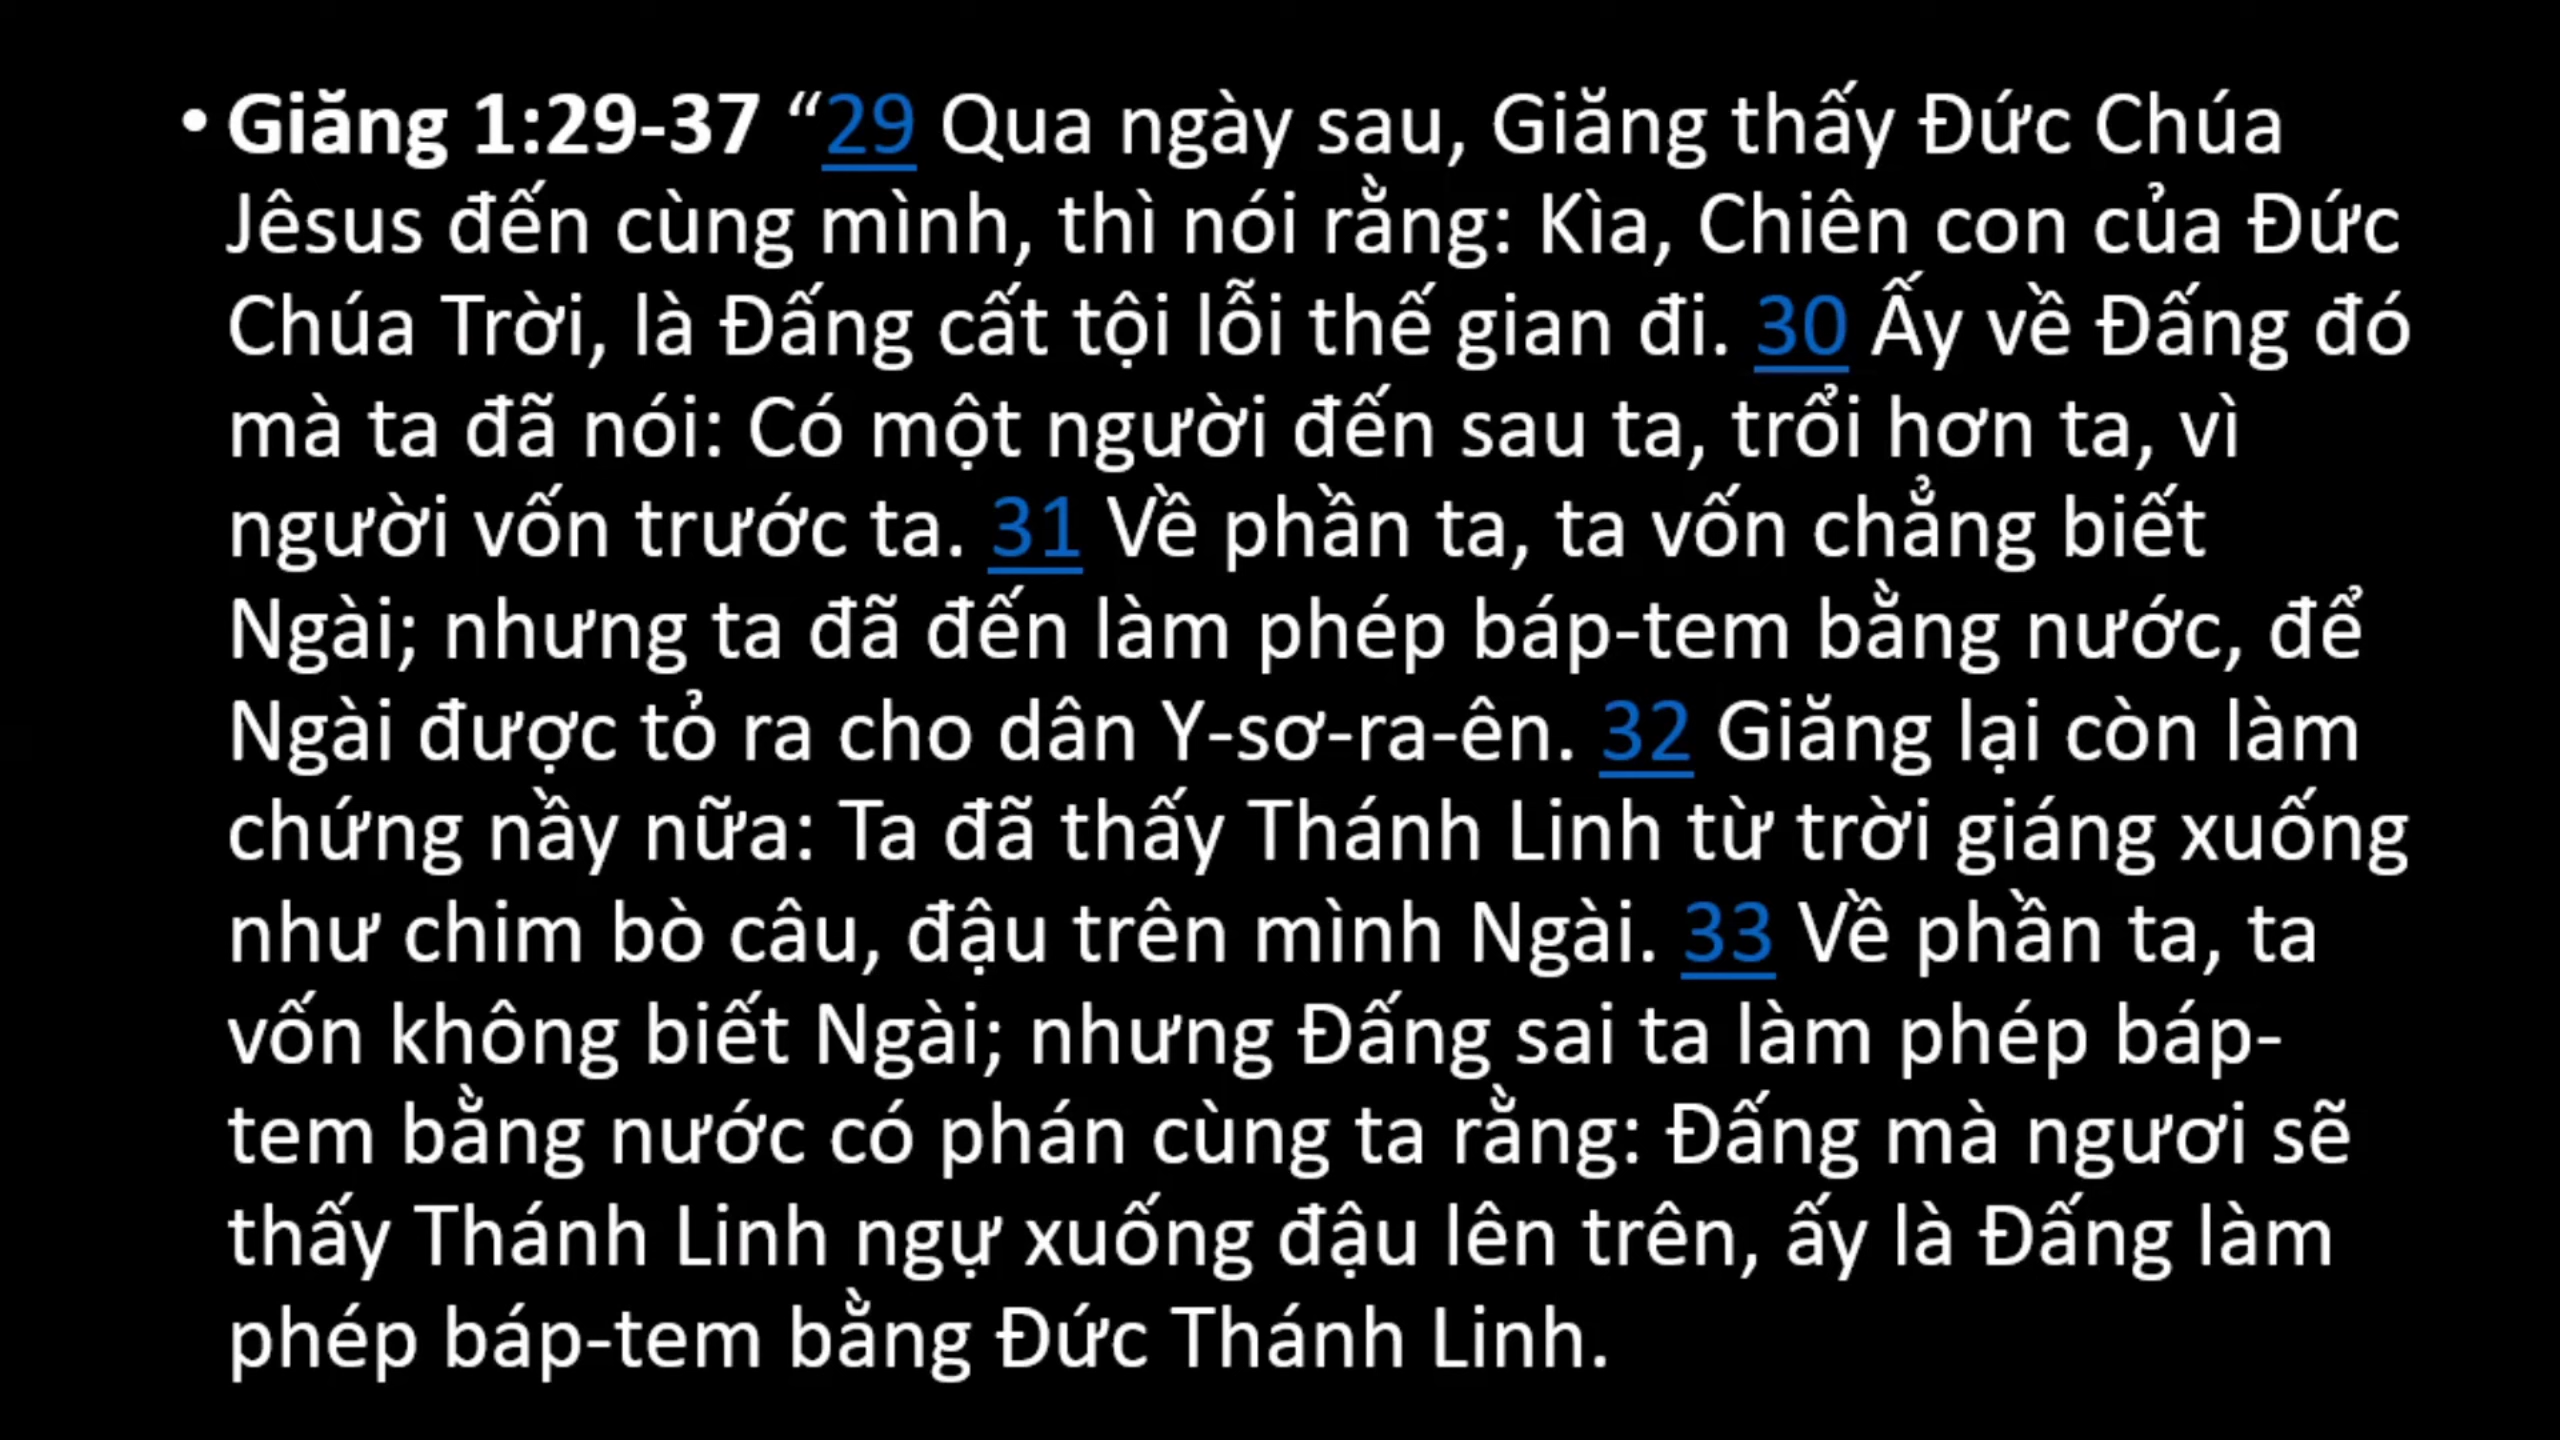 • Giăng 1:29-37 “29 Qua ngày sau, Giăng thấy Đức Chúa
Jêsus đến cùng mình, thì nói rằng: Kìa, Chiên con của Đức
Chúa Trời, là Đấng cất tội lỗi thế gian đi. 30 Ấy về Đấng đó
mà ta đã nói: Có một người đến sau ta, trổi hơn ta, vì
người vốn trước ta. 31 Về phần ta, ta vốn chẳng biết
Ngài; nhưng ta đã đến làm phép báp-tem bằng nước, để
Ngài được tỏ ra cho dân Y-sơ-ra-ên. 32 Giăng lại còn làm
chứng nầy nữa: Ta đã thấy Thánh Linh từ trời giáng xuống
như chim bò câu, đậu trên mình Ngài. 33 Về phần ta, ta
vốn không biết Ngài; nhưng Đấng sai ta làm phép báp-
tem bằng nước có phán cùng ta rằng: Đấng mà ngươi sẽ
thấy Thánh Linh ngự xuống đậu lên trên, ấy là Đấng làm
phép báp-tem bằng Đức Thánh Linh.